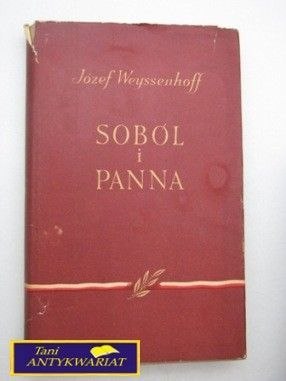 Józef Weyssenhoff
SOBÓL
i
PANNA
Tani
ANTYKWARIAT